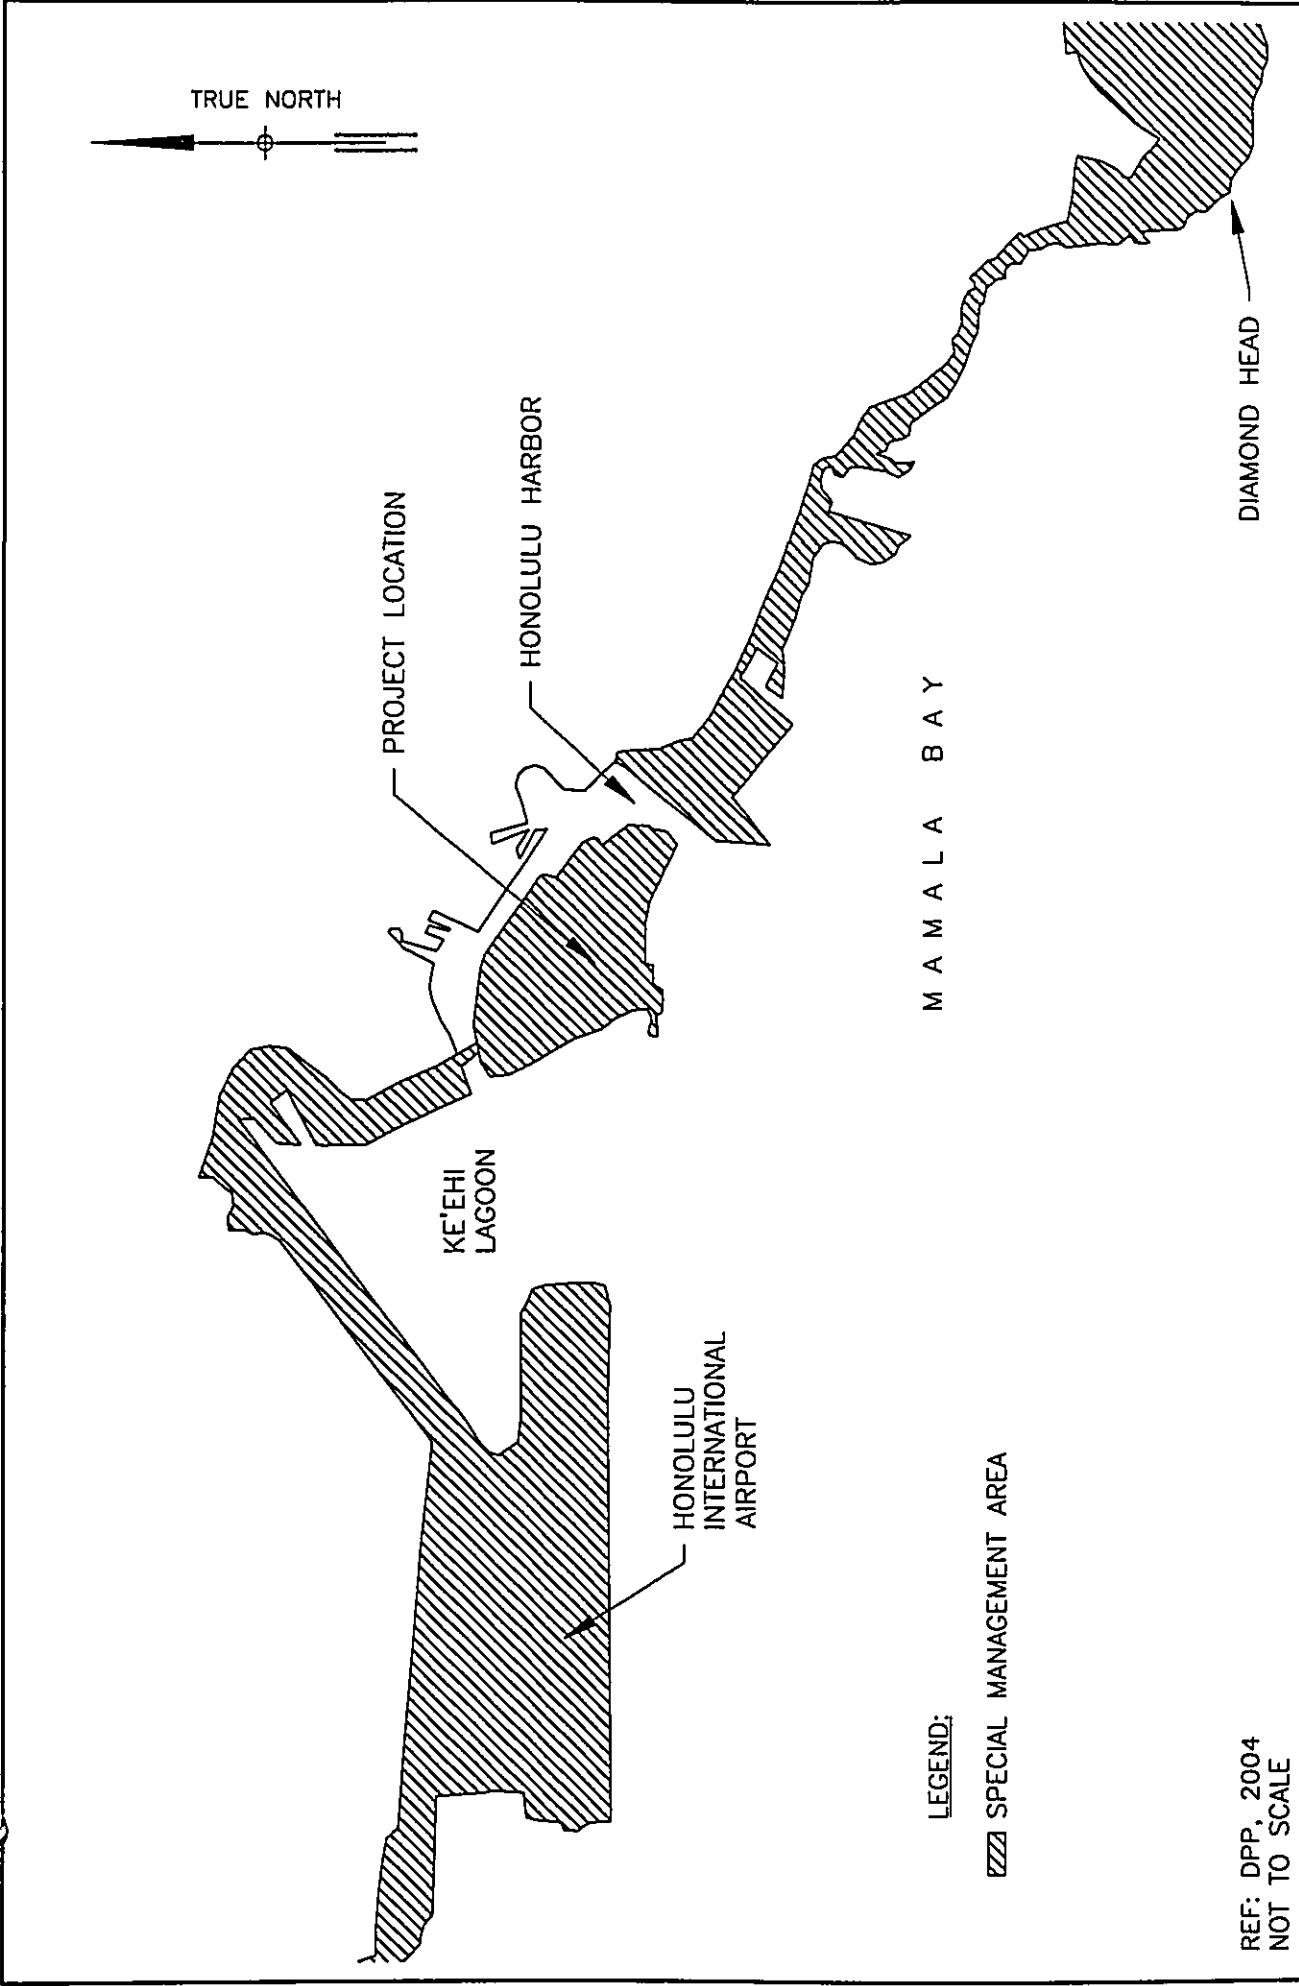 TRUE NORTH
PROJECT LOCATION
HONOLULU HARBOR
KE'EHI
LAGOON
HONOLULU
INTERNATIONAL
AIRPORT
MAMALA BAY
DIAMOND HEAD
LEGEND:
SPECIAL MANAGEMENT AREA
REF: DPP, 2004
NOT TO SCALE